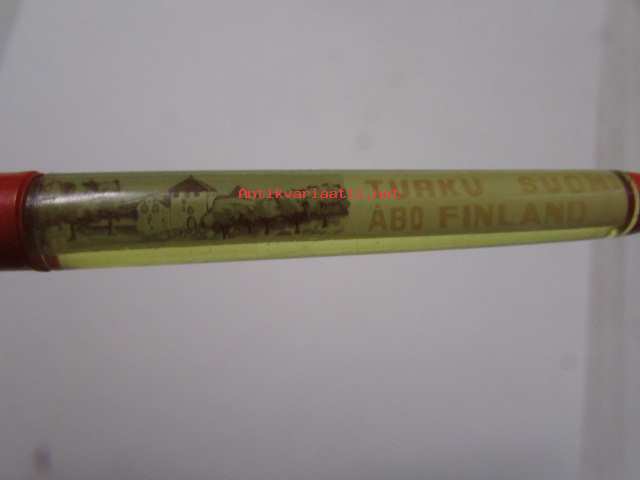 Antikvariaatti.net
TURKU SUOMI
ÅBO FINLAND